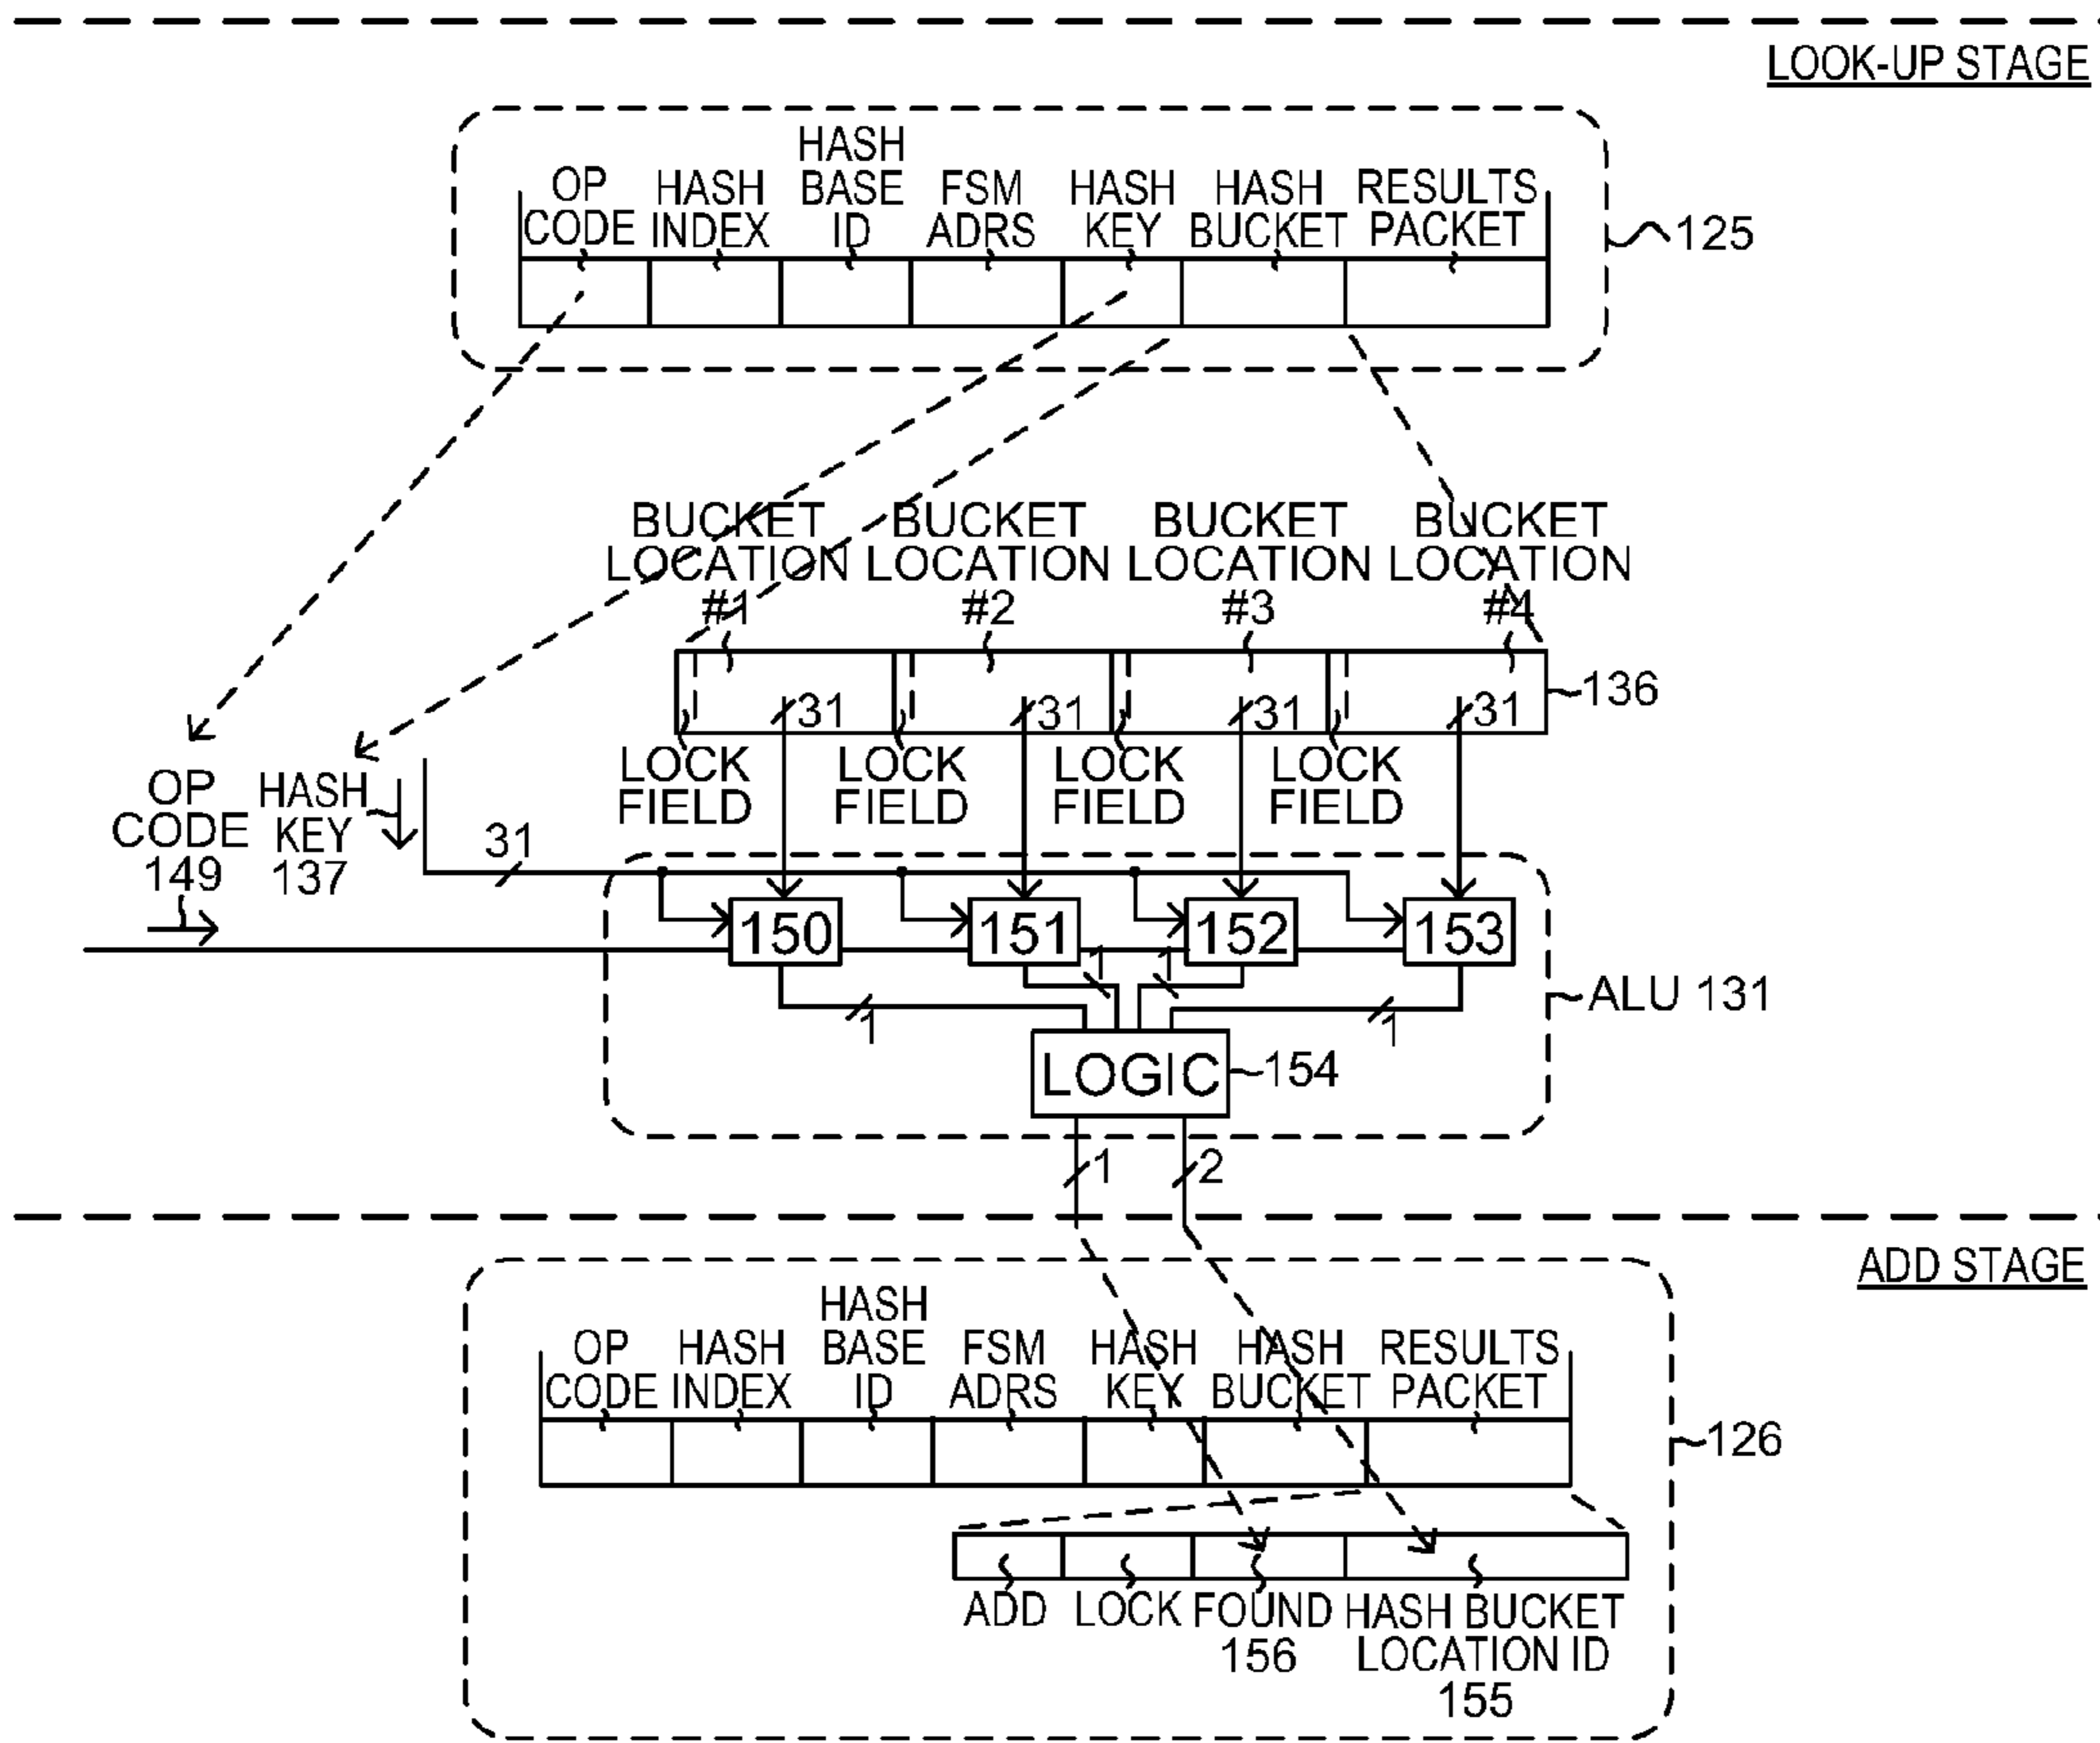 LOOK-UP STAGE
HASH
OP HASH BASE FSM HASH HASH RESULTS
CODE INDEX ID ADRS KEY BUCKET PACKET
125
BUCKET BUCKET BUCKET BUCKET
LOCATION LOCATION LOCATION LOCATION
#1 #2 #3 #4
31 31 31 31 136
LOCK LOCK LOCK LOCK
FIELD FIELD FIELD FIELD
OP
CODE
149
HASH
KEY
137
31
150 151 152 153
1 1
1 1
ALU 131
LOGIC 154
1 2
ADD STAGE
HASH
OP HASH BASE FSM HASH HASH RESULTS
CODE INDEX ID ADRS KEY BUCKET PACKET
126
ADD LOCK FOUND HASH BUCKET
156 LOCATION ID
155